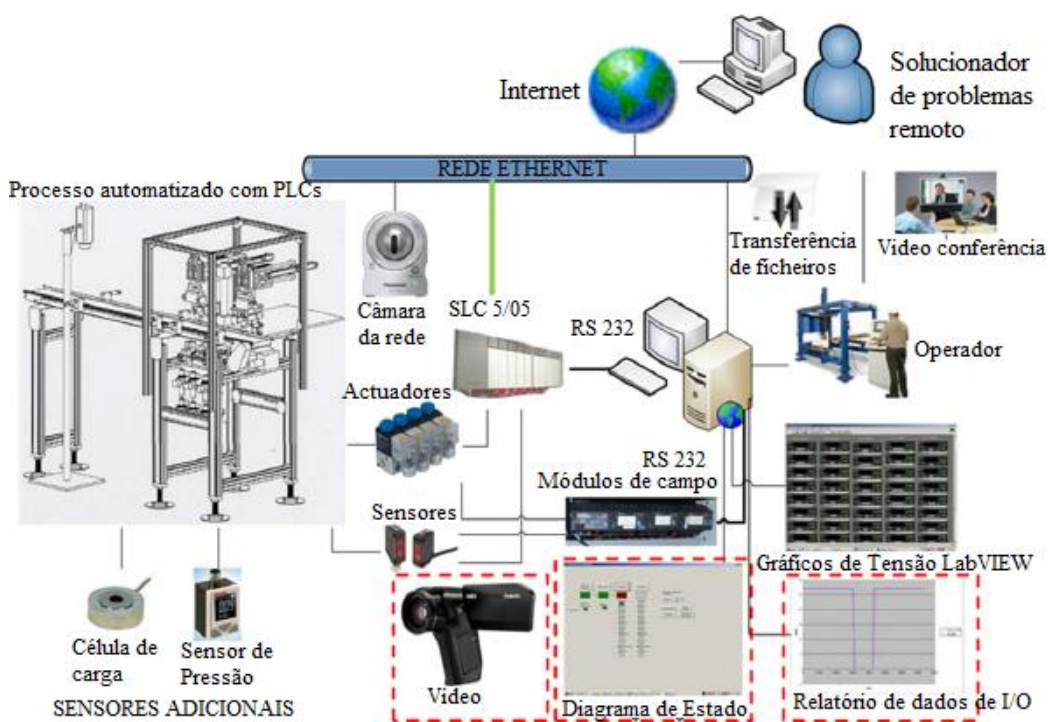 Internet
Solucionador
de problemas
remoto
REDE ETHERNET
Processo automatizado com PLCs
Transferência
de ficheiros
Video conferência
Câmara
da rede
SLC 5/05
RS 232
Operador
Actuadores
RS 232
Módulos de campo
Sensores
Gráficos de Tensão LabVIEW
Célula de
carga
Sensor de
Pressão
SENSORES ADICIONAIS
Vídeo
Diagrama de Estado
Relatório de dados de I/O